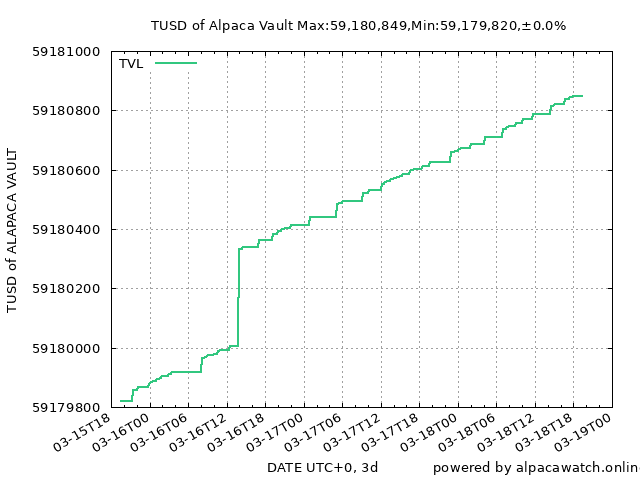 TUSD of Alpaca Vault Max:59,180,849,Min:59,179,820,±0.0%
59181000
TVL
59180800
59180600
59180400
59180200
59180000
59179800
TUSD of ALAPACA VAULT
03-15T18
03-16T00
03-16T06
03-16T12
03-16T18
03-17T00
03-17T06
03-17T12
03-17T18
03-18T00
03-18T06
03-18T12
03-18T18
03-19T00
DATE UTC+0, 3d
powered by alpacawatch.onlin